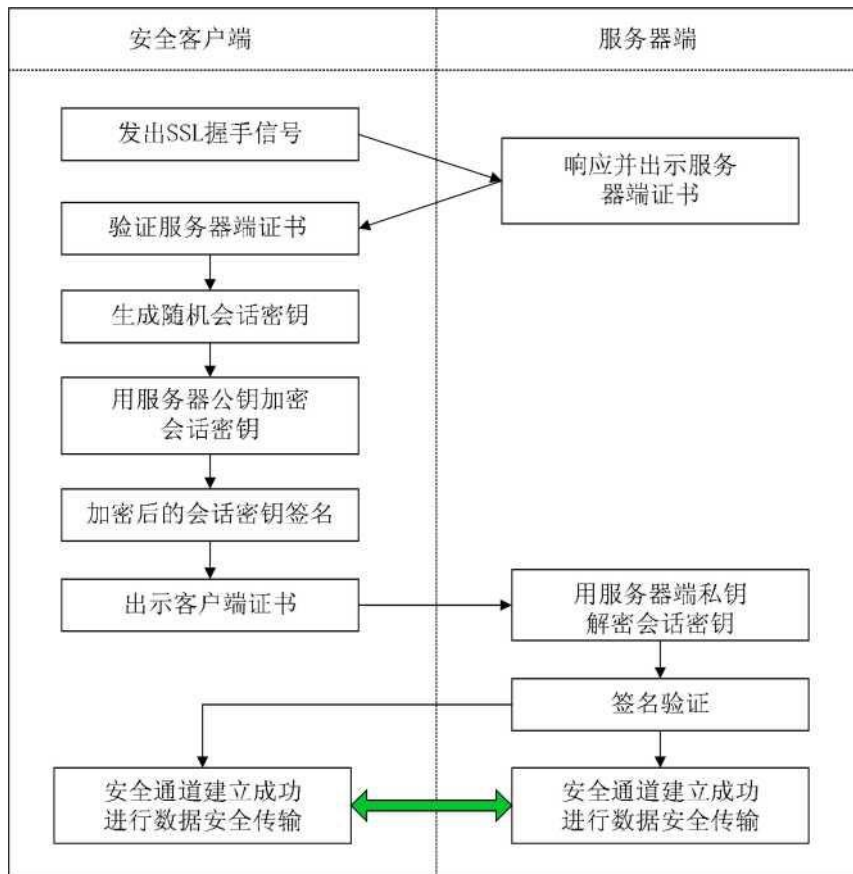 安全客户端
服务器端
发出SSL握手信号
响应并出示服务
器端证书
验证服务器端证书
生成随机会话密钥
用服务器公钥加密
会话密钥
加密后的会话密钥签名
出示客户端证书
用服务器端私钥
解密会话密钥
签名验证
安全通道建立成功
进行数据安全传输
安全通道建立成功
进行数据安全传输